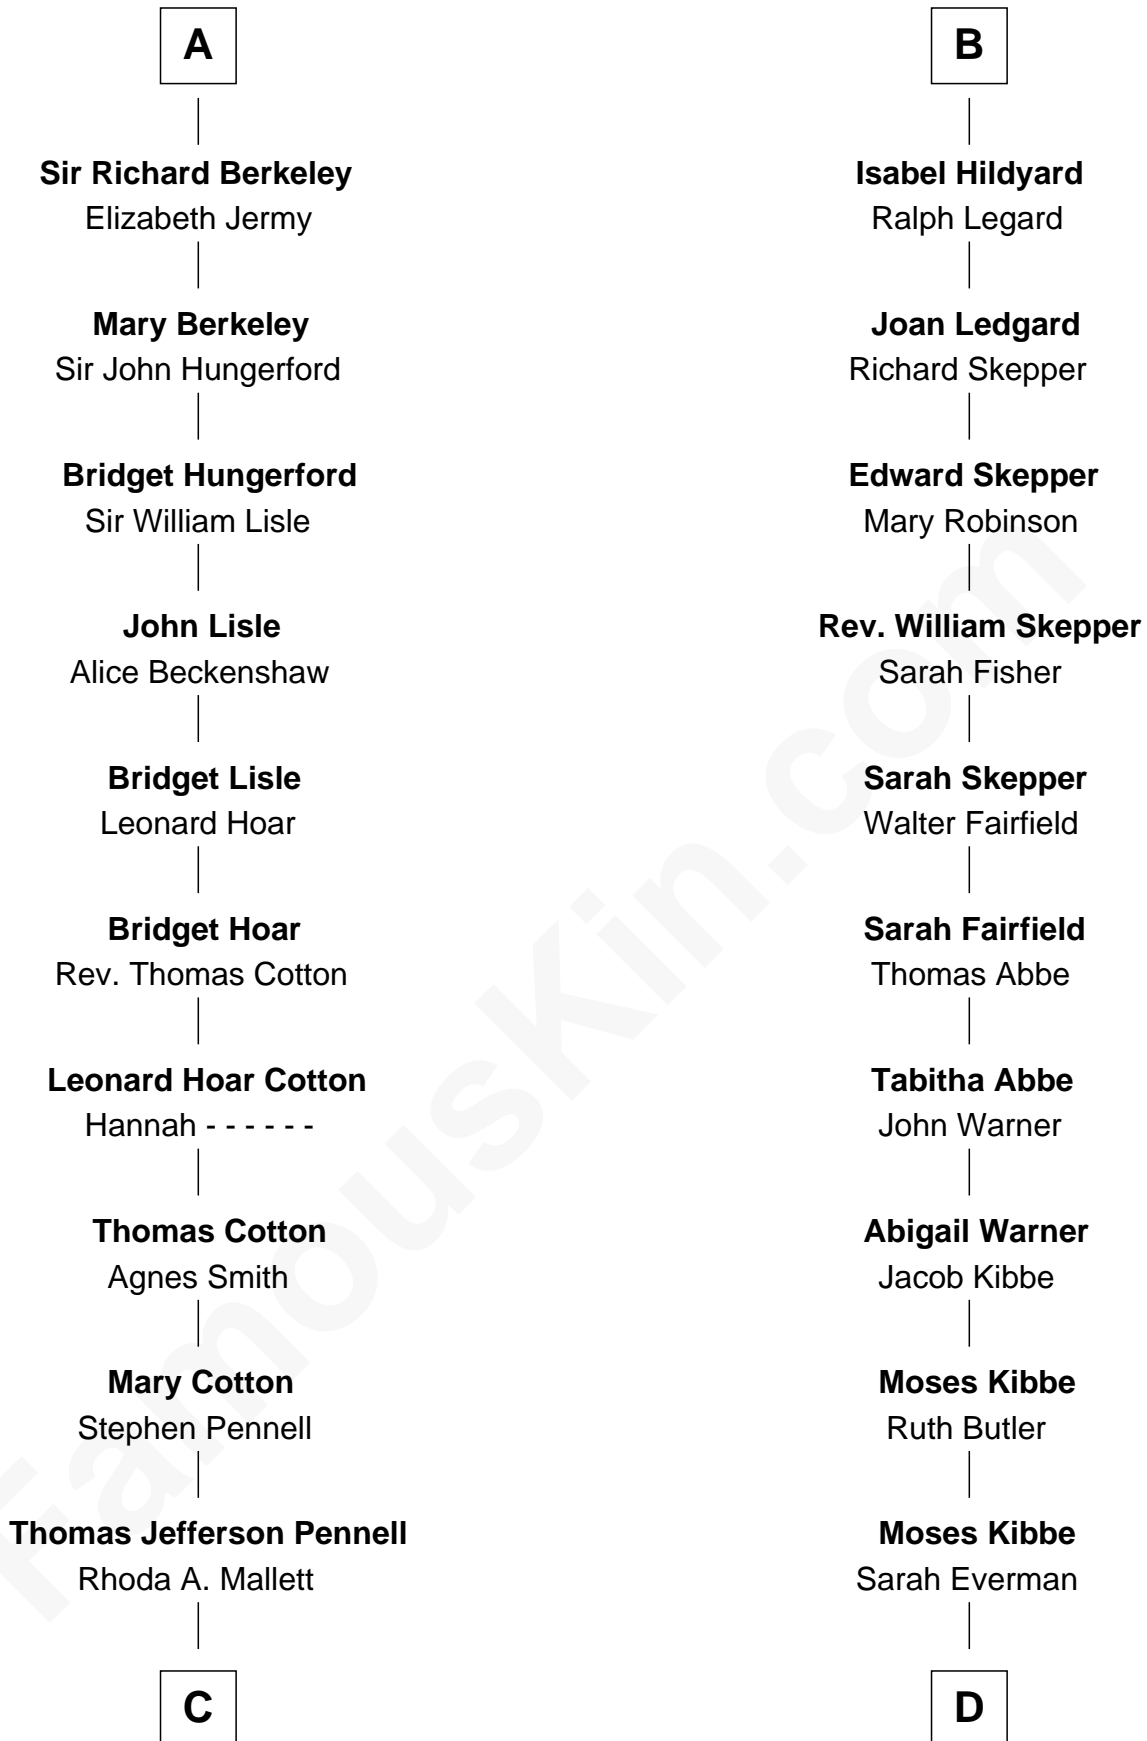 A
Sir Richard Berkeley
Elizabeth Jermy
Mary Berkeley
Sir John Hungerford
Bridget Hungerford
Sir William Lisle
John Lisle
Alice Beckenshaw
Bridget Lisle
Leonard Hoar
Bridget Hoar
Rev. Thomas Cotton
Leonard Hoar Cotton
Hannah - - - - - -
Thomas Cotton
Agnes Smith
Mary Cotton
Stephen Pennell
Thomas Jefferson Pennell
Rhoda A. Mallett
C
B
Isabel Hildyard
Ralph Legard
Joan Ledgard
Richard Skepper
Edward Skepper
Mary Robinson
Rev. William Skepper
Sarah Fisher
Sarah Skepper
Walter Fairfield
Sarah Fairfield
Thomas Abbe
Tabitha Abbe
John Warner
Abigail Warner
Jacob Kibbe
Moses Kibbe
Ruth Butler
Moses Kibbe
Sarah Everman
D
FamousKin.com